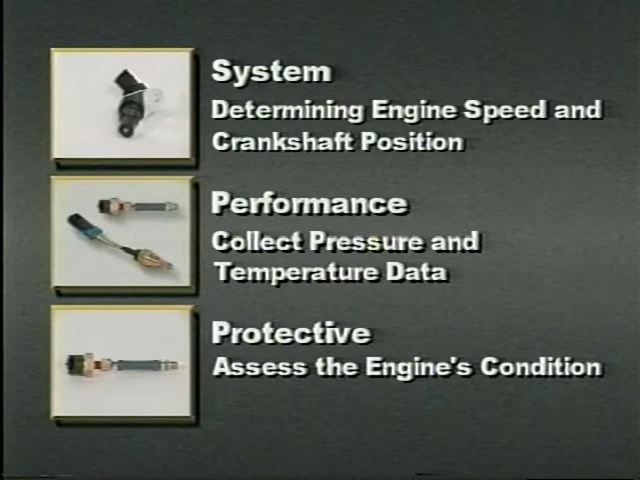 System
Determining Engine Speed and
Crankshaft Position
Performance
Collect Pressure and
Temperature Data
Protective
Assess the Engine's Condition